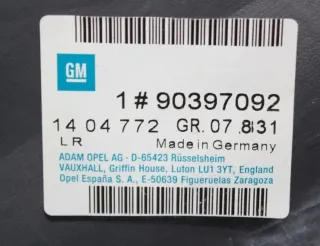 GM
1 # 90397092
14 04 772 GR. 07.831
LR Made in Germany
ADAM OPEL AG · D-65423 Rüsselsheim
VAUXHALL, Griffin House, Luton LU1 3YT, England
Opel España S. A., E-50639 Figueruelas Zaragoza